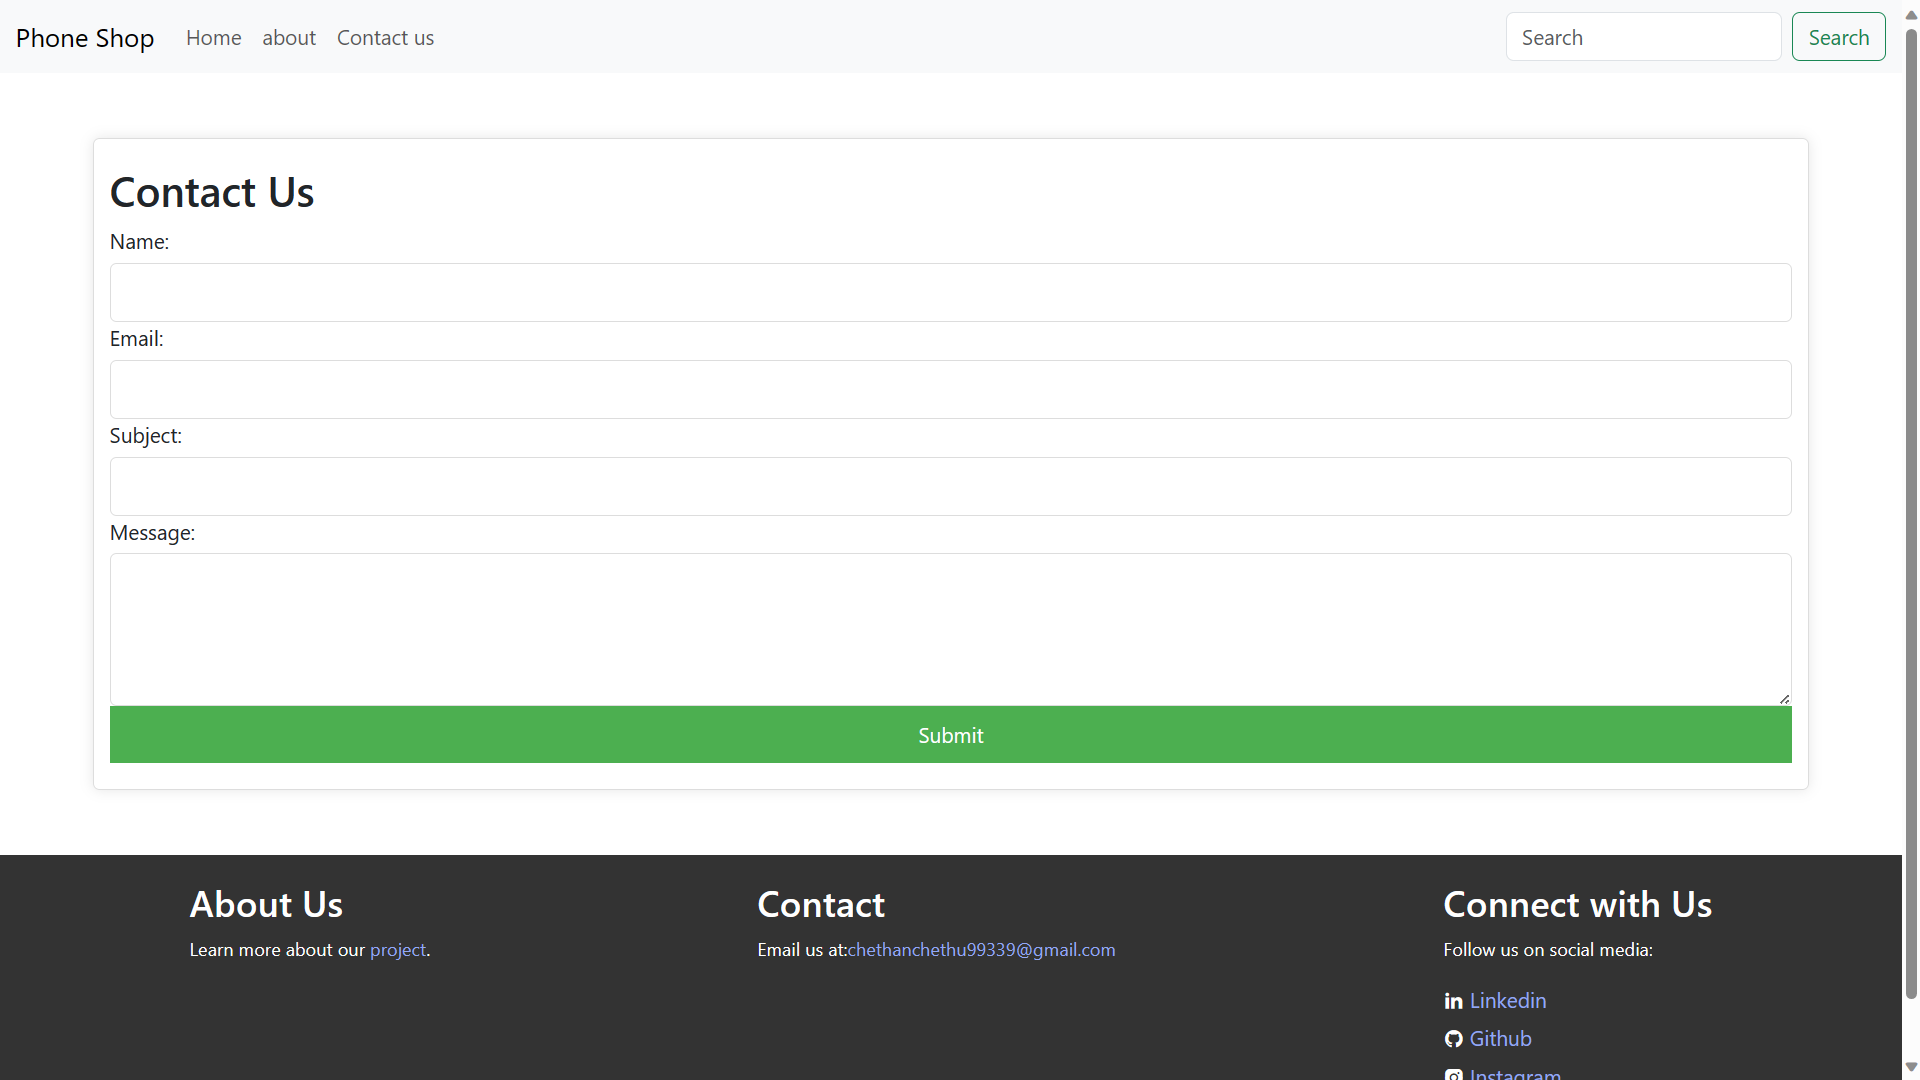 Phone Shop Home about Contact us Search Search
Contact Us
Name:
Email:
Subject:
Message:
Submit
About Us
Learn more about our project.
Contact
Email us at:chethanchethu99339@gmail.com
Connect with Us
Follow us on social media:
Linkedin
Github
Instagram